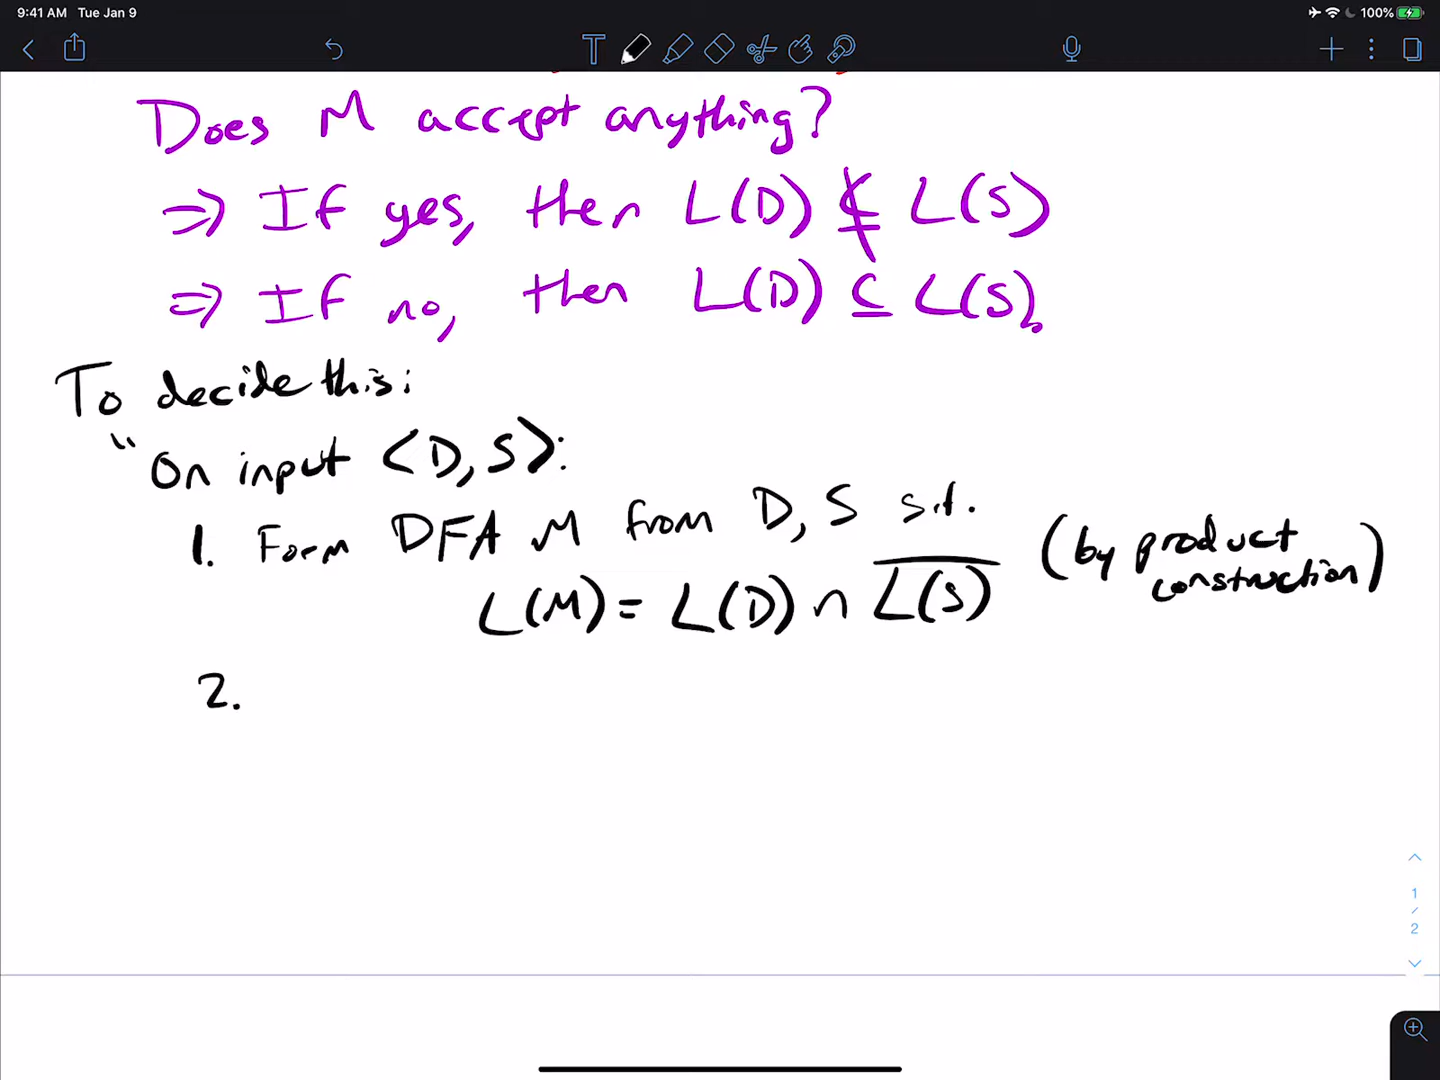 9:41 AM Tue Jan 9
100%
Does M accept anything?
⇒ If yes, then L(D) ⊈ L(S)
⇒ If no, then L(D) ⊆ L(S).
To decide this:
"On input <D, S>:
1. Form DFA M from D, S s.t.
L(M) = L(D) ∩ \overline{L(S)} (by product construction)
2.
1
/
2